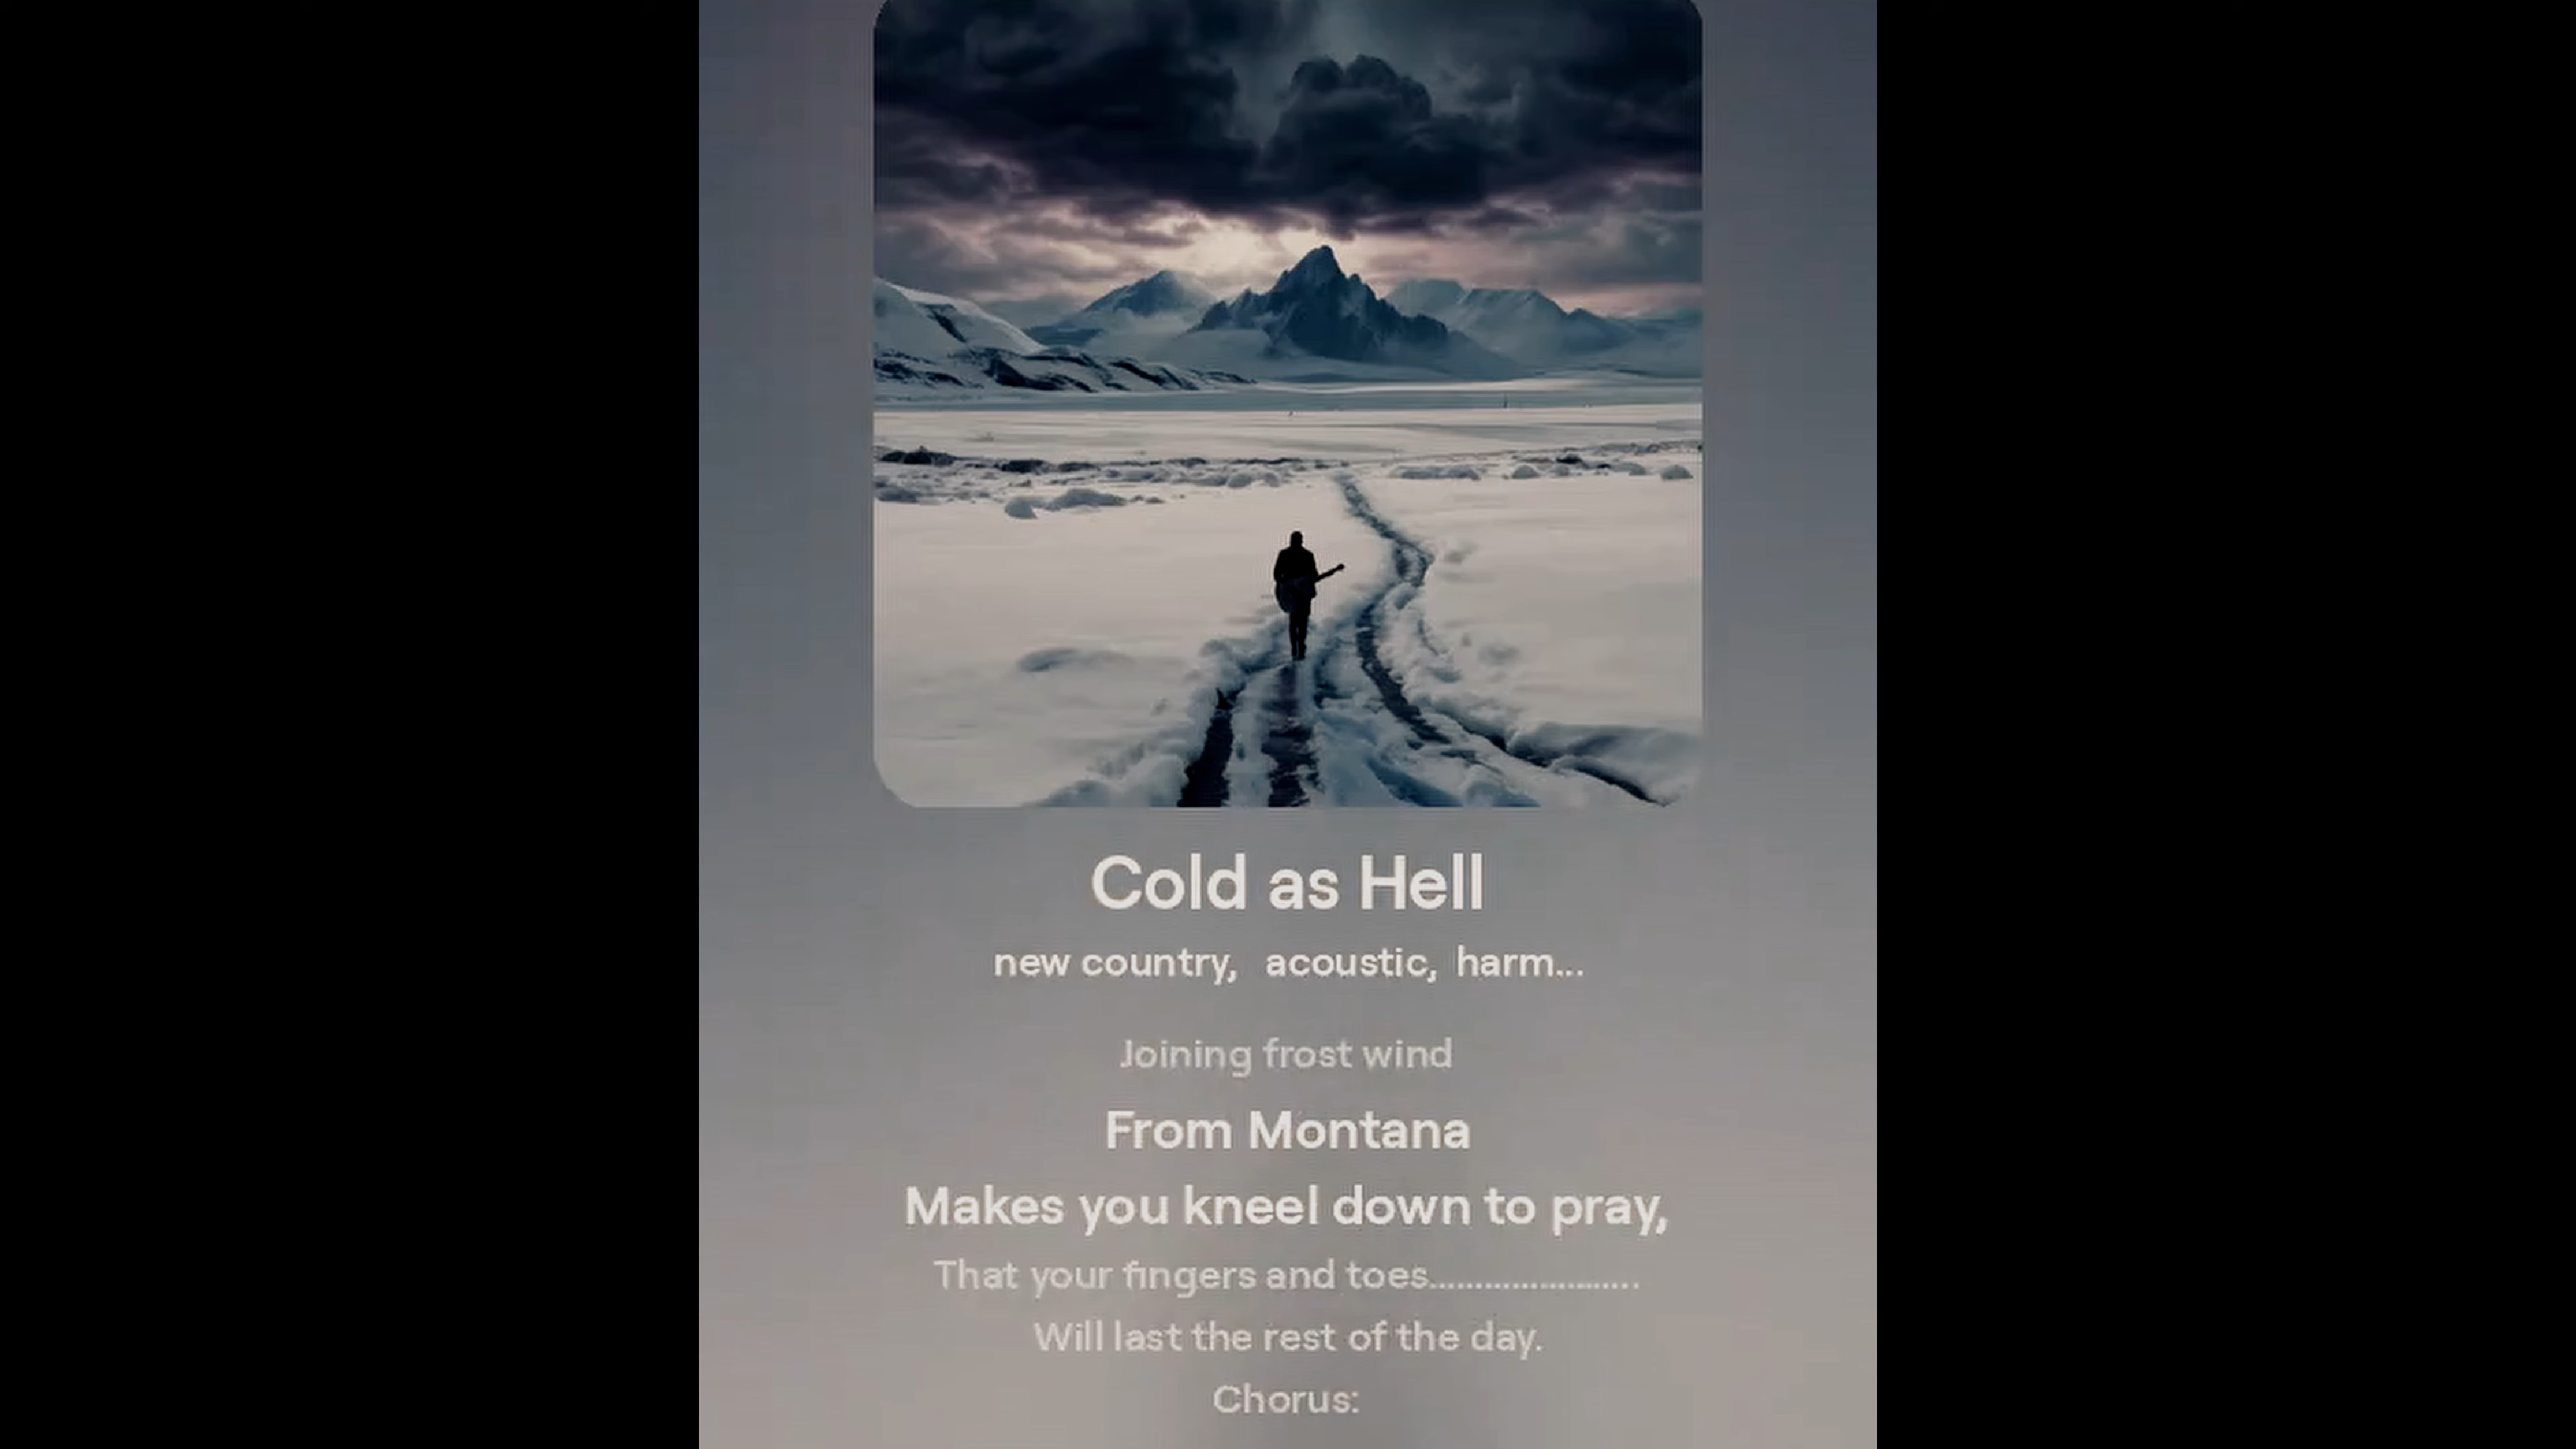 Cold as Hell
new country, acoustic, harm...
Joining frost wind
From Montana
Makes you kneel down to pray,
That your fingers and toes.......................
Will last the rest of the day.
Chorus: